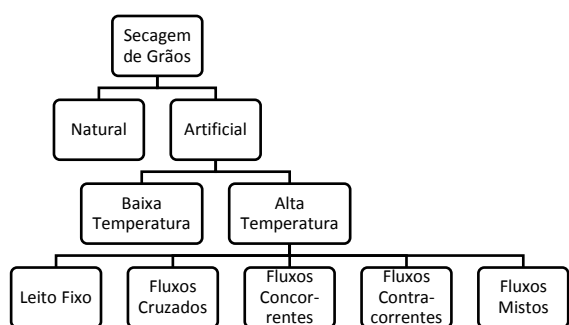 Secagem
de Grãos
Natural
Artificial
Baixa
Temperatura
Alta
Temperatura
Leito Fixo
Fluxos
Cruzados
Fluxos
Concor-
rentes
Fluxos
Contra-
correntes
Fluxos
Mistos